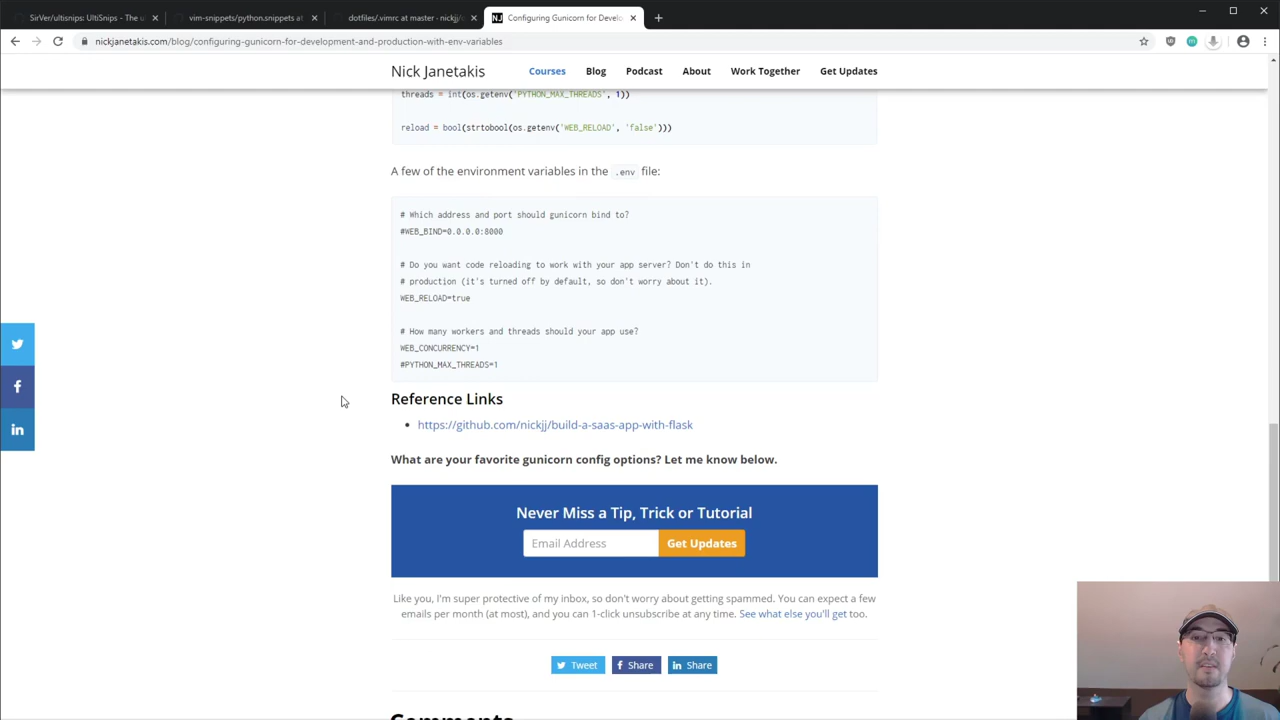 SirVer/ultisnips: UltiSnips - The u
vim-snippets/python.snippets at
dotfiles/.vimrc at master · nickjj/d
NJ Configuring Gunicorn for Develo
nickjanetakis.com/blog/configuring-gunicorn-for-development-and-production-with-env-variables
Nick Janetakis
Courses
Blog
Podcast
About
Work Together
Get Updates
threads = int(os.getenv('PYTHON_MAX_THREADS', 1))
reload = bool(strtobool(os.getenv('WEB_RELOAD', 'false')))
A few of the environment variables in the .env file:
# Which address and port should gunicorn bind to?
#WEB_BIND=0.0.0.0:8000
# Do you want code reloading to work with your app server? Don't do this in
# production (it's turned off by default, so don't worry about it).
WEB_RELOAD=true
# How many workers and threads should your app use?
WEB_CONCURRENCY=1
#PYTHON_MAX_THREADS=1
Reference Links
• https://github.com/nickjj/build-a-saas-app-with-flask
What are your favorite gunicorn config options? Let me know below.
Never Miss a Tip, Trick or Tutorial
Email Address
Get Updates
Like you, I'm super protective of my inbox, so don't worry about getting spammed. You can expect a few
emails per month (at most), and you can 1-click unsubscribe at any time. See what else you'll get too.
Tweet
Share
Share
Comments